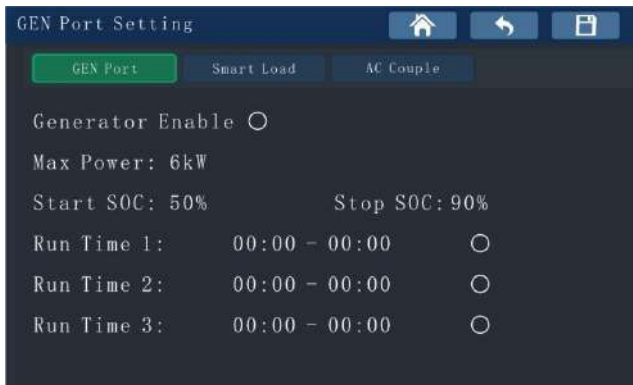 GEN Port Setting
GEN Port Smart Load AC Couple
Generator Enable
Max Power: 6kW
Start SOC: 50% Stop SOC: 90%
Run Time 1: 00:00 - 00:00
Run Time 2: 00:00 - 00:00
Run Time 3: 00:00 - 00:00